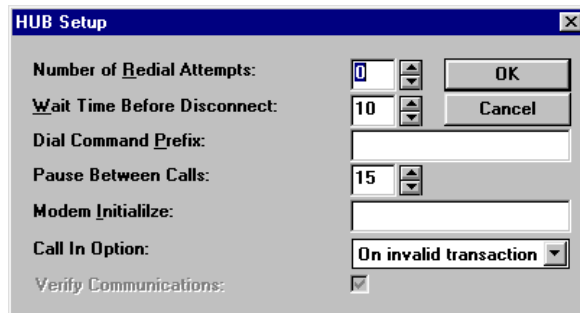 HUB Setup
Number of Redial Attempts: 0 OK
Wait Time Before Disconnect: 10 Cancel
Dial Command Prefix:
Pause Between Calls: 15
Modem Initialilze:
Call In Option: On invalid transaction
Verify Communications: